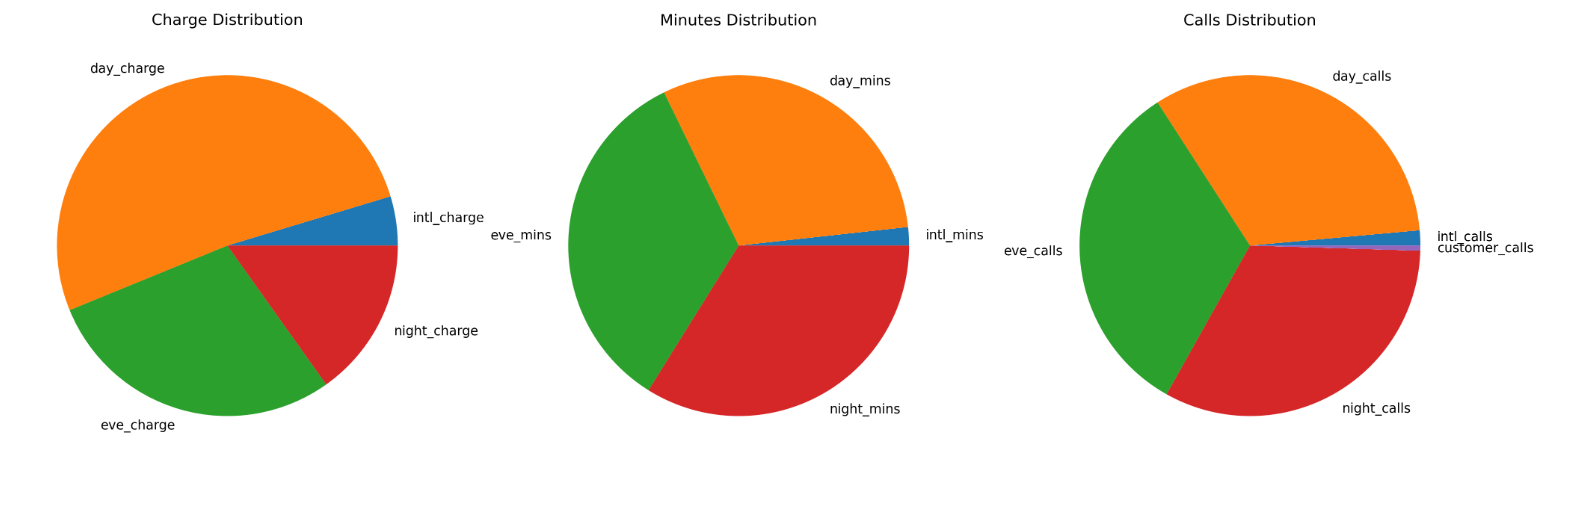 Charge Distribution
day_charge
intl_charge
night_charge
eve_charge
Minutes Distribution
day_mins
eve_mins
intl_mins
night_mins
Calls Distribution
day_calls
intl_calls
customer_calls
eve_calls
night_calls